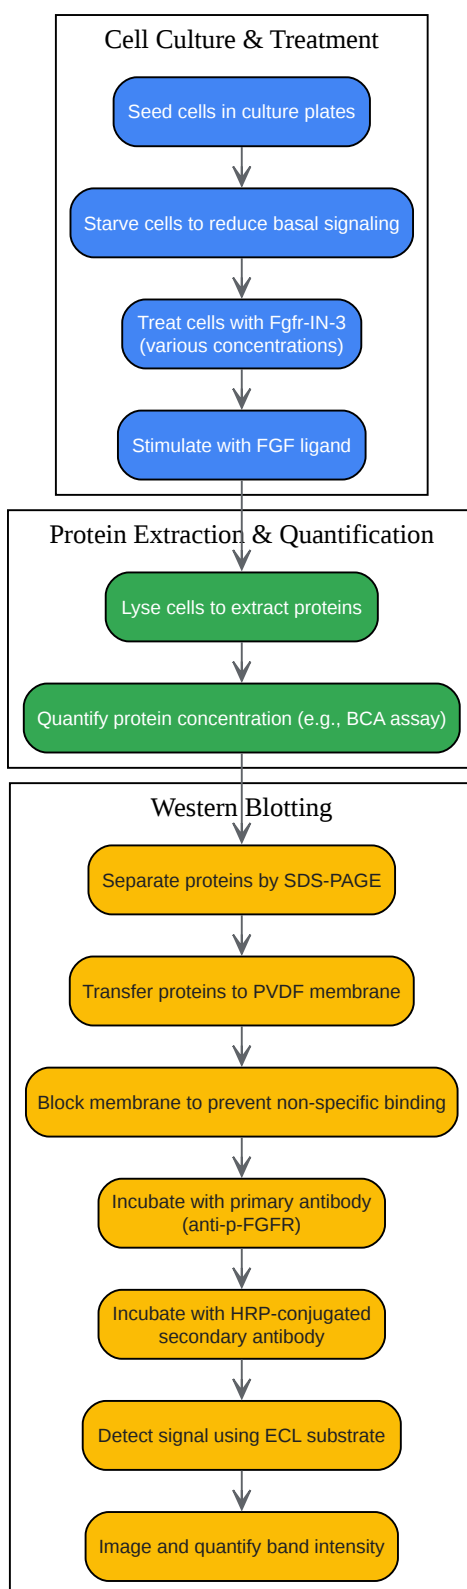 Cell Culture & Treatment
Seed cells in culture plates
Starve cells to reduce basal signaling
Treat cells with Fgfr-IN-3
(various concentrations)
Stimulate with FGF ligand
Protein Extraction & Quantification
Lyse cells to extract proteins
Quantify protein concentration (e.g., BCA assay)
Western Blotting
Separate proteins by SDS-PAGE
Transfer proteins to PVDF membrane
Block membrane to prevent non-specific binding
Incubate with primary antibody
(anti-p-FGFR)
Incubate with HRP-conjugated
secondary antibody
Detect signal using ECL substrate
Image and quantify band intensity